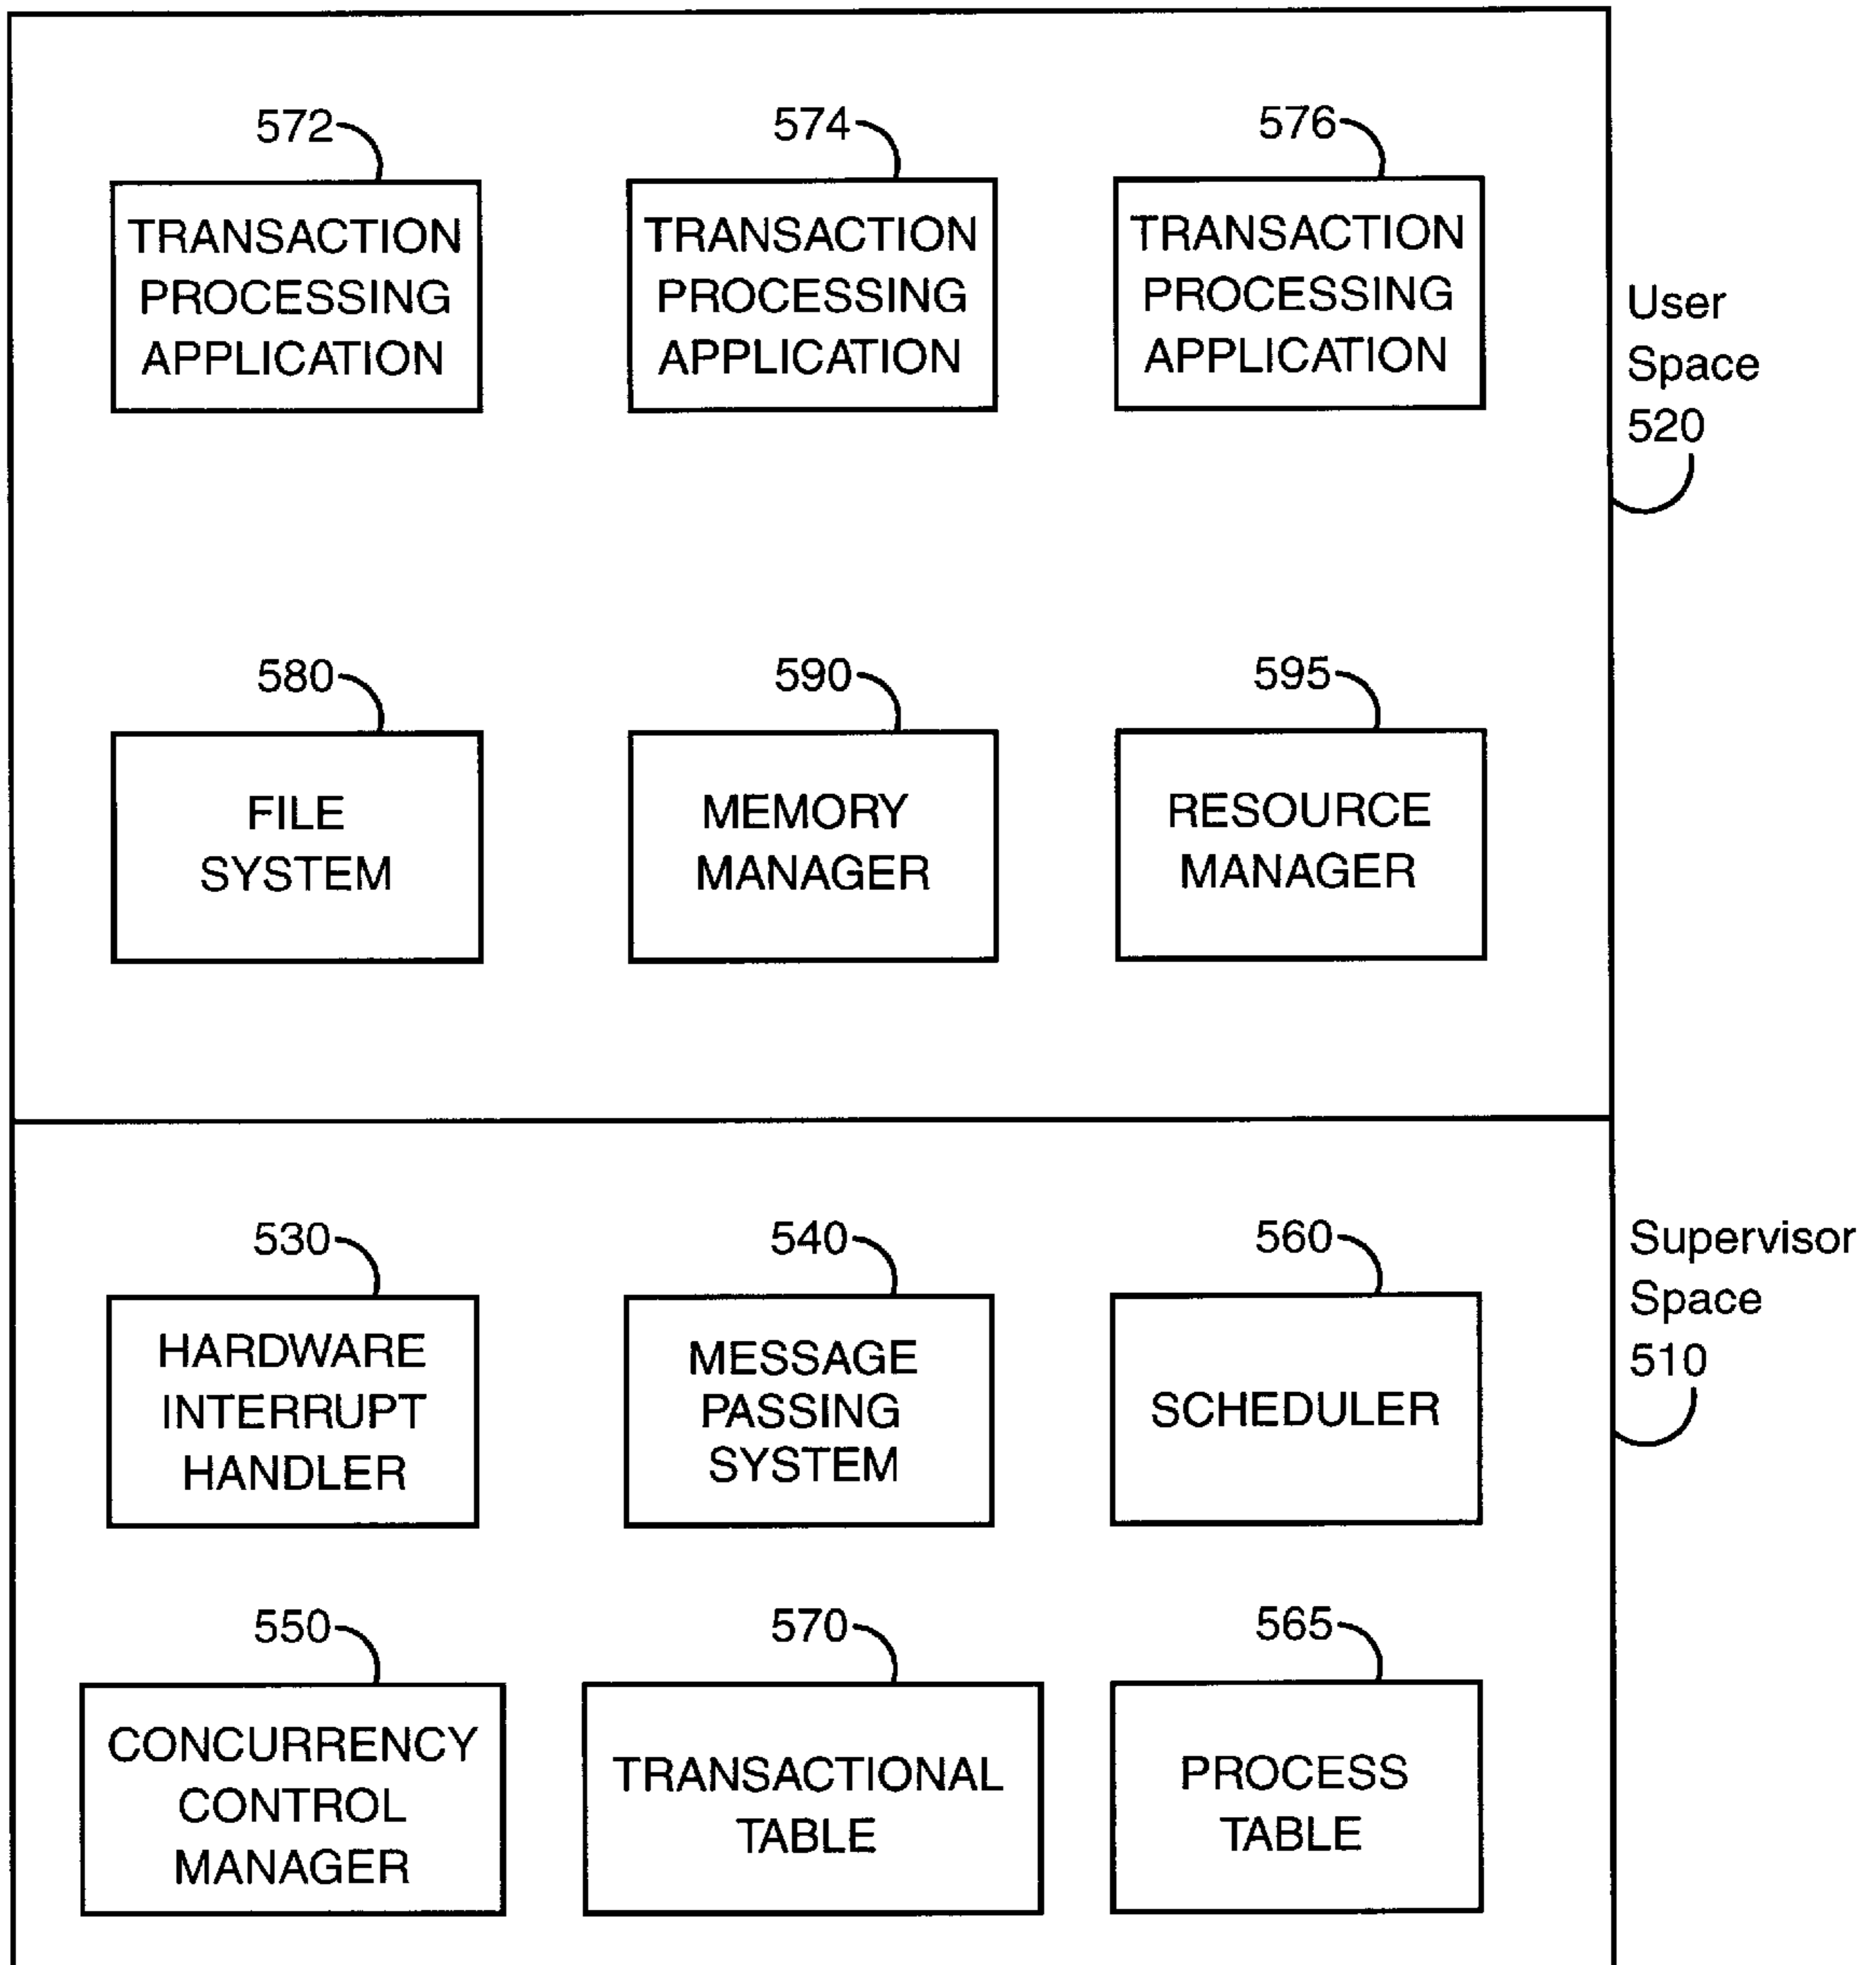 572
574
576
TRANSACTION
PROCESSING
APPLICATION
TRANSACTION
PROCESSING
APPLICATION
TRANSACTION
PROCESSING
APPLICATION
User
Space
520
580
590
595
FILE
SYSTEM
MEMORY
MANAGER
RESOURCE
MANAGER
530
540
560
HARDWARE
INTERRUPT
HANDLER
MESSAGE
PASSING
SYSTEM
SCHEDULER
Supervisor
Space
510
550
570
565
CONCURRENCY
CONTROL
MANAGER
TRANSACTIONAL
TABLE
PROCESS
TABLE